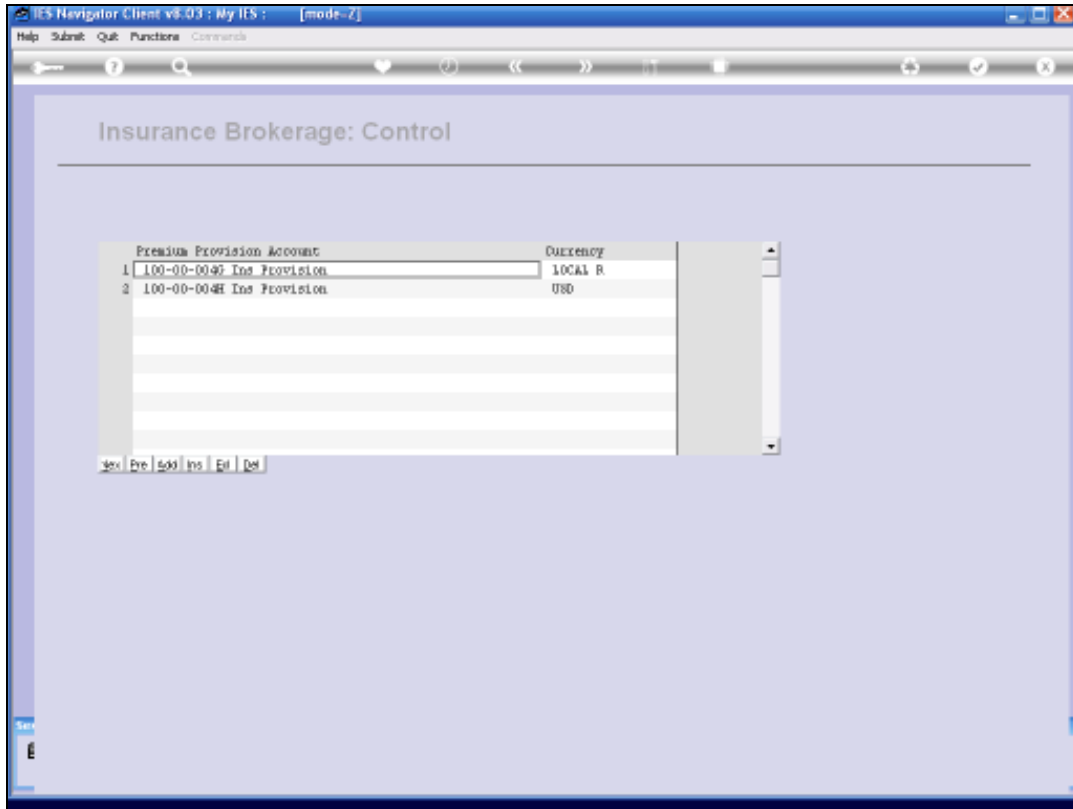 IES Navigator Client v8.03 : My IES : [mode=Z]
Help Submit Quit Functions Commands
Insurance Brokerage: Control
Premium Provision Account Currency
1 100-00-004G Ins Provision LOCAL R
2 100-00-004H Ins Provision USD
Nex Pre Add Ins Del